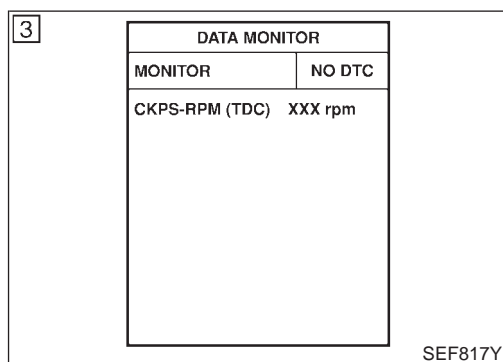 3
DATA MONITOR
MONITOR NO DTC
CKPS-RPM (TDC) XXX rpm
SEF817Y